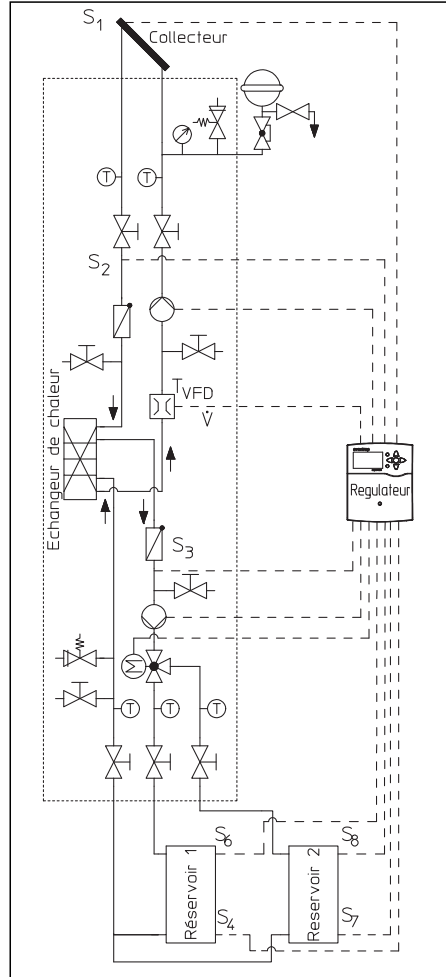 S1
Collecteur
T
T
S2
TVFD
V̇
Echangeur de chaleur
Regulateur
S3
M
T
T
T
S6
S8
Réservoir 1
Reservoir 2
S4
S7